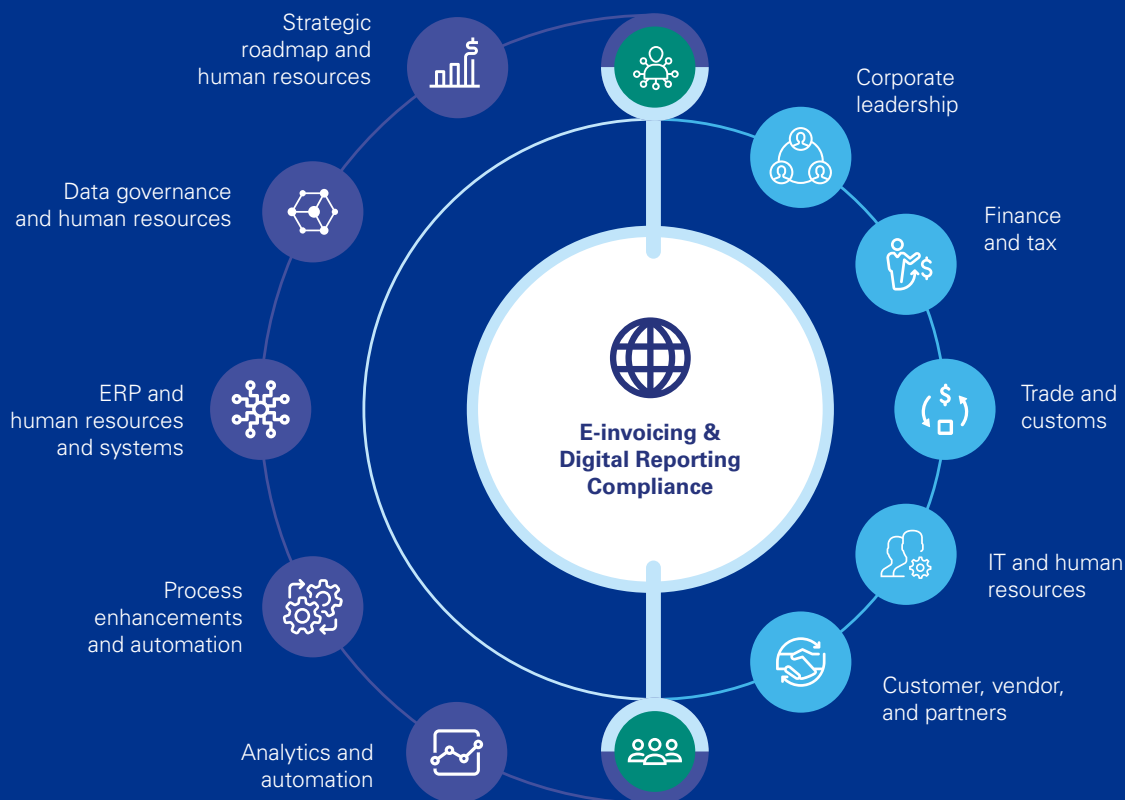 Strategic
roadmap and
human resources
Corporate
leadership
Data governance
and human resources
Finance
and tax
ERP and
human resources
and systems
E-invoicing &
Digital Reporting
Compliance
Trade and
customs
Process
enhancements
and automation
IT and human
resources
Customer, vendor,
and partners
Analytics and
automation